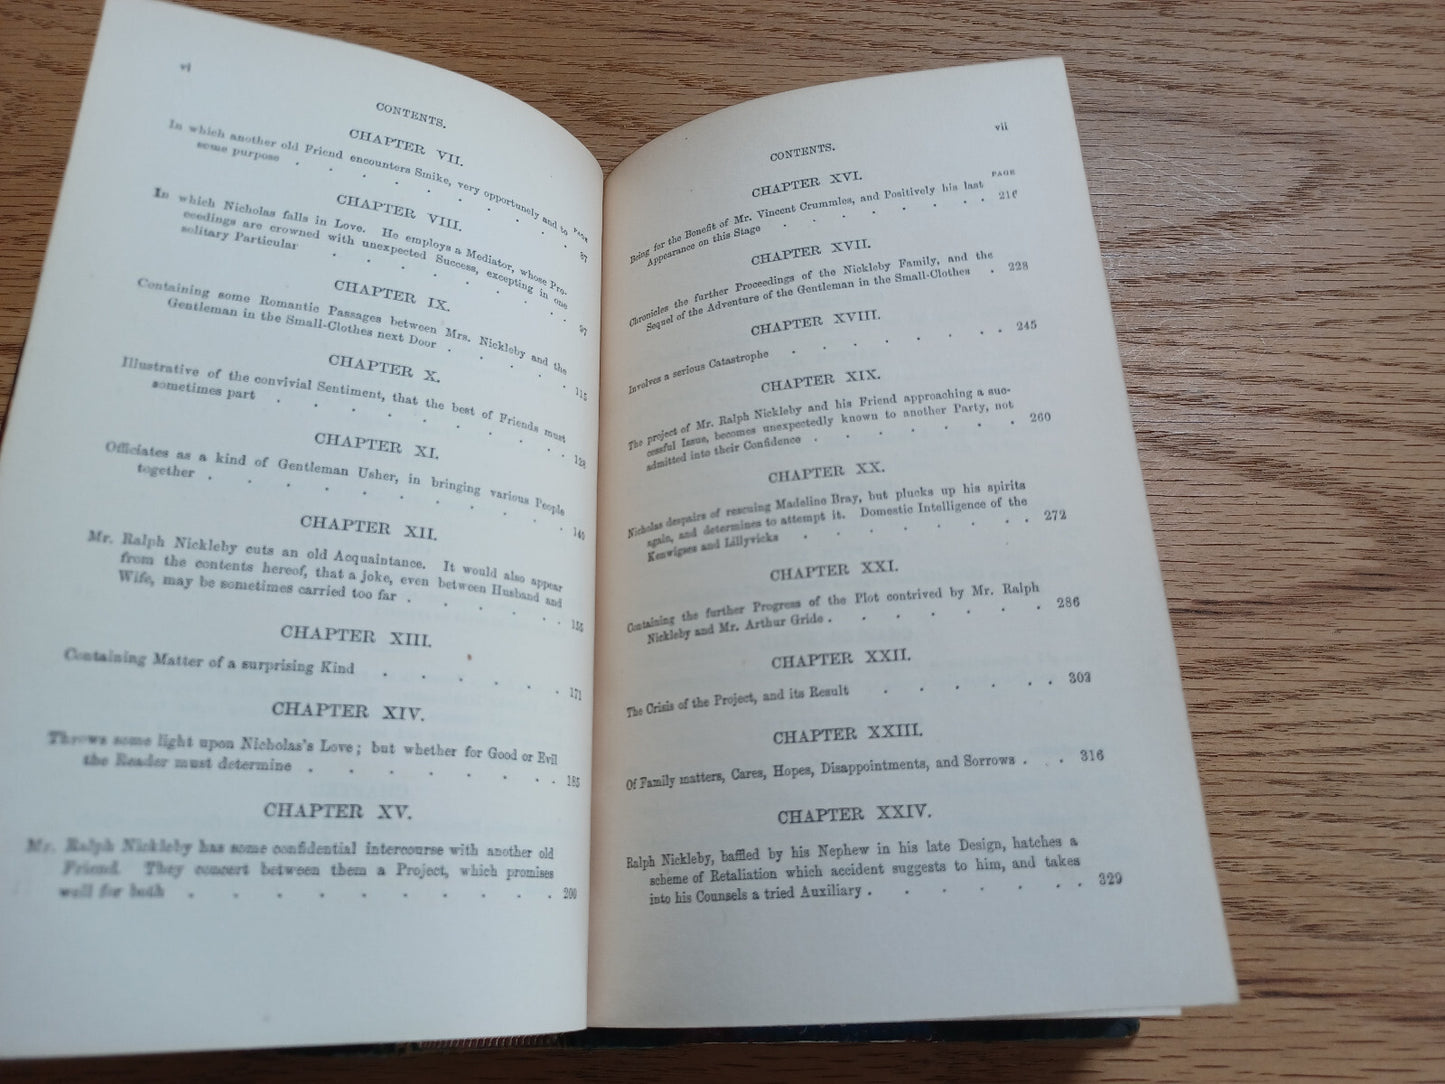 vi
CONTENTS.
CHAPTER VII.
PAGE
In which another old Friend encounters Smike, very opportunely and to
some purpose . . . . . . . . 87
CHAPTER VIII.
In which Nicholas falls in Love. He employs a Mediator, whose Pro-
ceedings are crowned with unexpected Success, excepting in one
solitary Particular . . . . . . . 97
CHAPTER IX.
Containing some Romantic Passages between Mrs. Nickleby and the
Gentleman in the Small-Clothes next Door . . . . . 115
CHAPTER X.
Illustrative of the convivial Sentiment, that the best of Friends must
sometimes part . . . . . . . . . 128
CHAPTER XI.
Officiates as a kind of Gentleman Usher, in bringing various People
together . . . . . . . . . . 140
CHAPTER XII.
Mr. Ralph Nickleby cuts an old Acquaintance. It would also appear
from the contents hereof, that a joke, even between Husband and
Wife, may be sometimes carried too far . . . . . . 155
CHAPTER XIII.
Containing Matter of a surprising Kind . . . . . . 171
CHAPTER XIV.
Throws some light upon Nicholas's Love; but whether for Good or Evil
the Reader must determine . . . . . . . . 185
CHAPTER XV.
Mr. Ralph Nickleby has some confidential intercourse with another old
Friend. They concert between them a Project, which promises
well for both . . . . . . . . . 200
vii
CONTENTS.
CHAPTER XVI.
PAGE
Being for the Benefit of Mr. Vincent Crummles, and Positively his last
Appearance on this Stage . . . . . . . 216
CHAPTER XVII.
Chronicles the further Proceedings of the Nickleby Family, and the
Sequel of the Adventure of the Gentleman in the Small-Clothes . 228
CHAPTER XVIII.
Involves a serious Catastrophe . . . . . . . 245
CHAPTER XIX.
The project of Mr. Ralph Nickleby and his Friend approaching a suc-
cessful Issue, becomes unexpectedly known to another Party, not
admitted into their Confidence . . . . . . . 260
CHAPTER XX.
Nicholas despairs of rescuing Madeline Bray, but plucks up his spirits
again, and determines to attempt it. Domestic Intelligence of the
Kenwigses and Lillyvicks . . . . . . . 272
CHAPTER XXI.
Containing the further Progress of the Plot contrived by Mr. Ralph
Nickleby and Mr. Arthur Gride . . . . . . . 286
CHAPTER XXII.
The Crisis of the Project, and its Result . . . . . . 303
CHAPTER XXIII.
Of Family matters, Cares, Hopes, Disappointments, and Sorrows . . . 316
CHAPTER XXIV.
Ralph Nickleby, baffled by his Nephew in his late Design, hatches a
scheme of Retaliation which accident suggests to him, and takes
into his Counsels a tried Auxiliary . . . . . . . 329